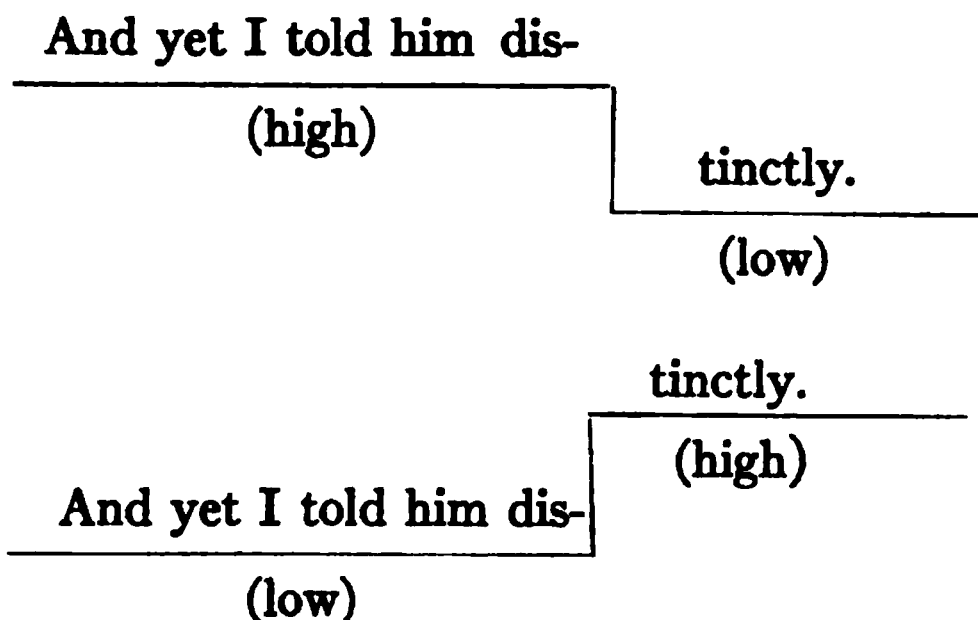 And yet I told him dis-
(high)
tinctly.
(low)
tinctly.
(high)
And yet I told him dis-
(low)